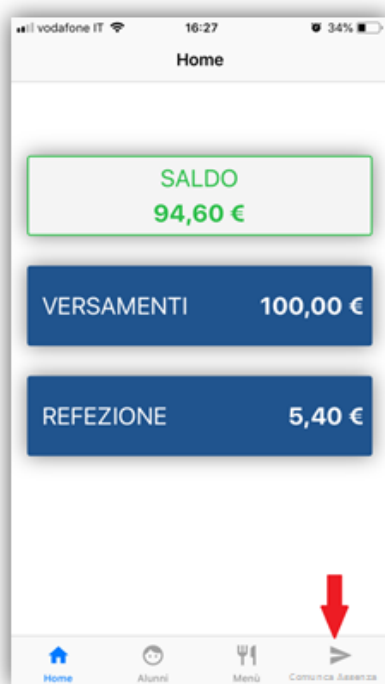 vodafone IT 16:27 34%
Home
SALDO
94,60 €
VERSAMENTI 100,00 €
REFEZIONE 5,40 €
Home Alunni Menù Comunica Assenza